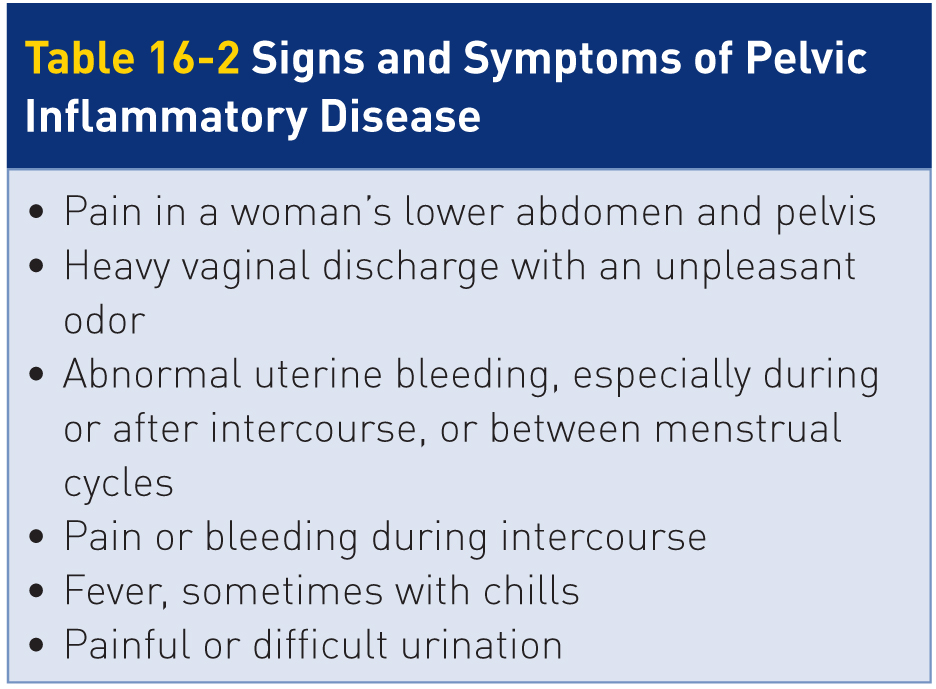 Table 16-2 Signs and Symptoms of Pelvic
Inflammatory Disease
• Pain in a woman’s lower abdomen and pelvis
• Heavy vaginal discharge with an unpleasant
odor
• Abnormal uterine bleeding, especially during
or after intercourse, or between menstrual
cycles
• Pain or bleeding during intercourse
• Fever, sometimes with chills
• Painful or difficult urination